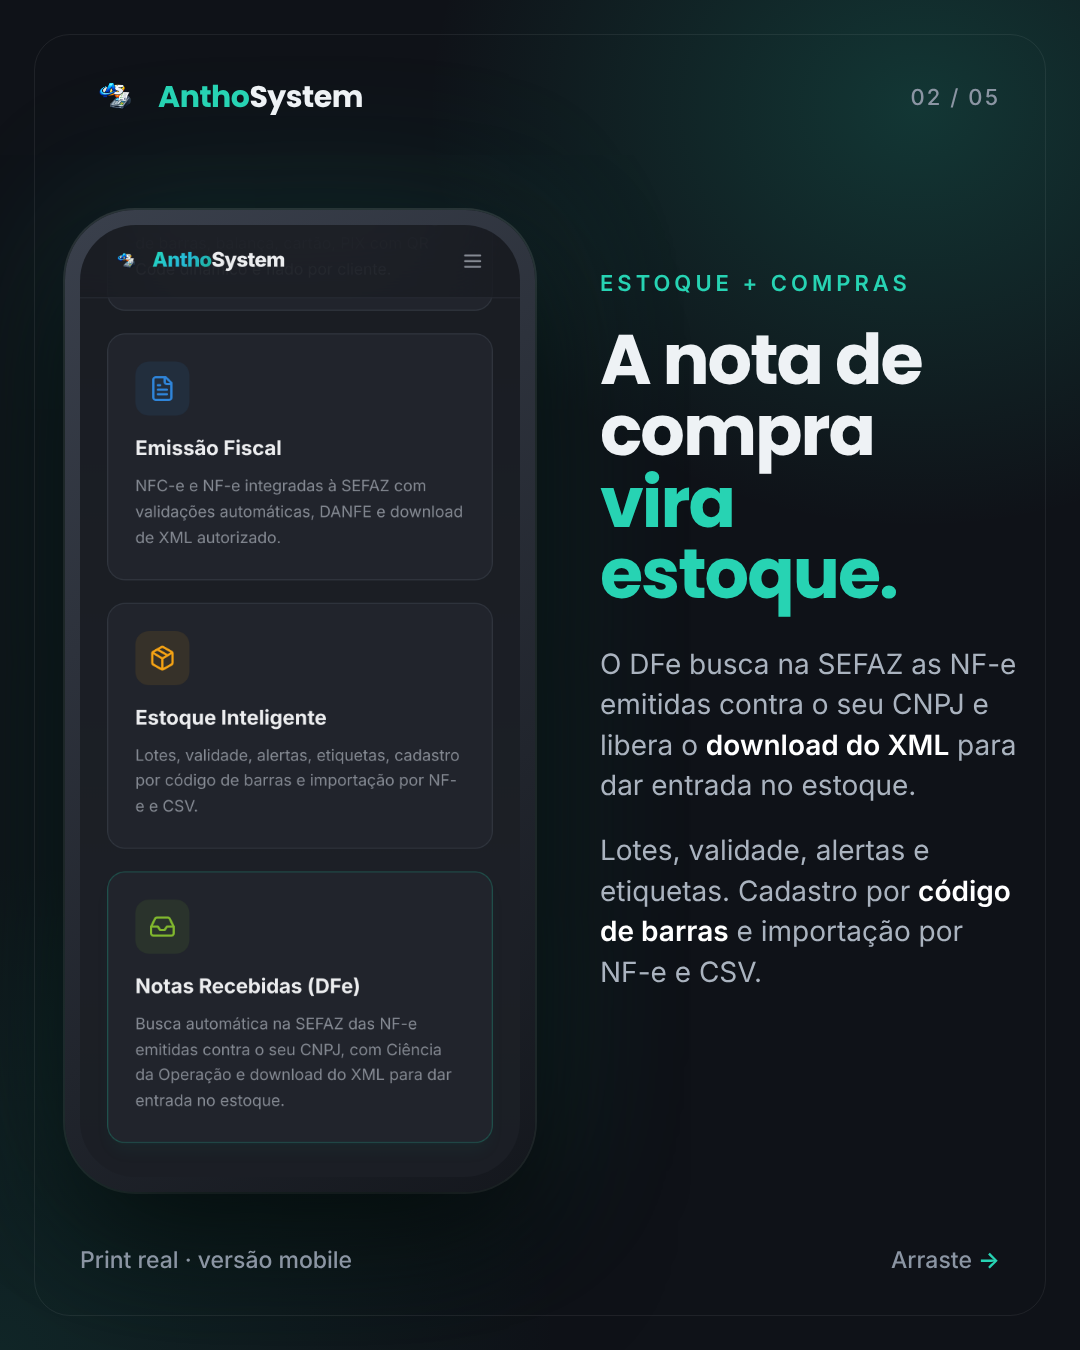 AnthoSystem
02 / 05
AnthoSystem
por cliente.
Emissão Fiscal
NFC-e e NF-e integradas à SEFAZ com
validações automáticas, DANFE e download
de XML autorizado.
Estoque Inteligente
Lotes, validade, alertas, etiquetas, cadastro
por código de barras e importação por NF-
e e CSV.
Notas Recebidas (DFe)
Busca automática na SEFAZ das NF-e
emitidas contra o seu CNPJ, com Ciência
da Operação e download do XML para dar
entrada no estoque.
ESTOQUE + COMPRAS
A nota de
compra
vira
estoque.
O DFe busca na SEFAZ as NF-e
emitidas contra o seu CNPJ e
libera o download do XML para
dar entrada no estoque.
Lotes, validade, alertas e
etiquetas. Cadastro por código
de barras e importação por
NF-e e CSV.
Print real · versão mobile
Arraste →